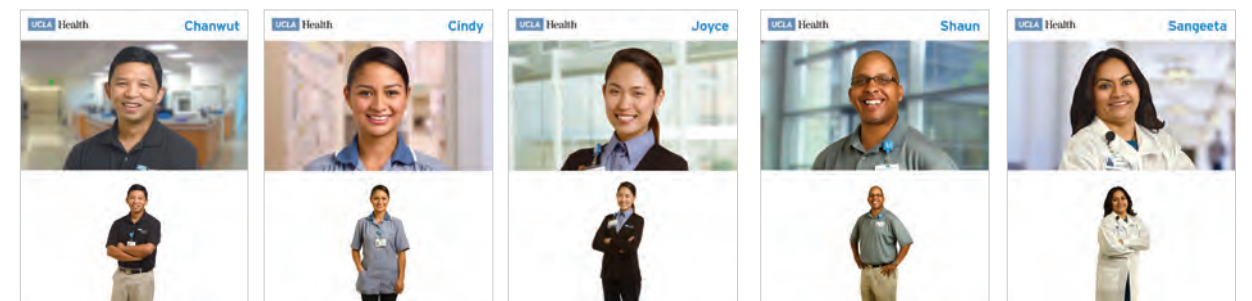 UCLA Health Chanwut
UCLA Health Cindy
UCLA Health Joyce
UCLA Health Shaun
UCLA Health Sangeeta